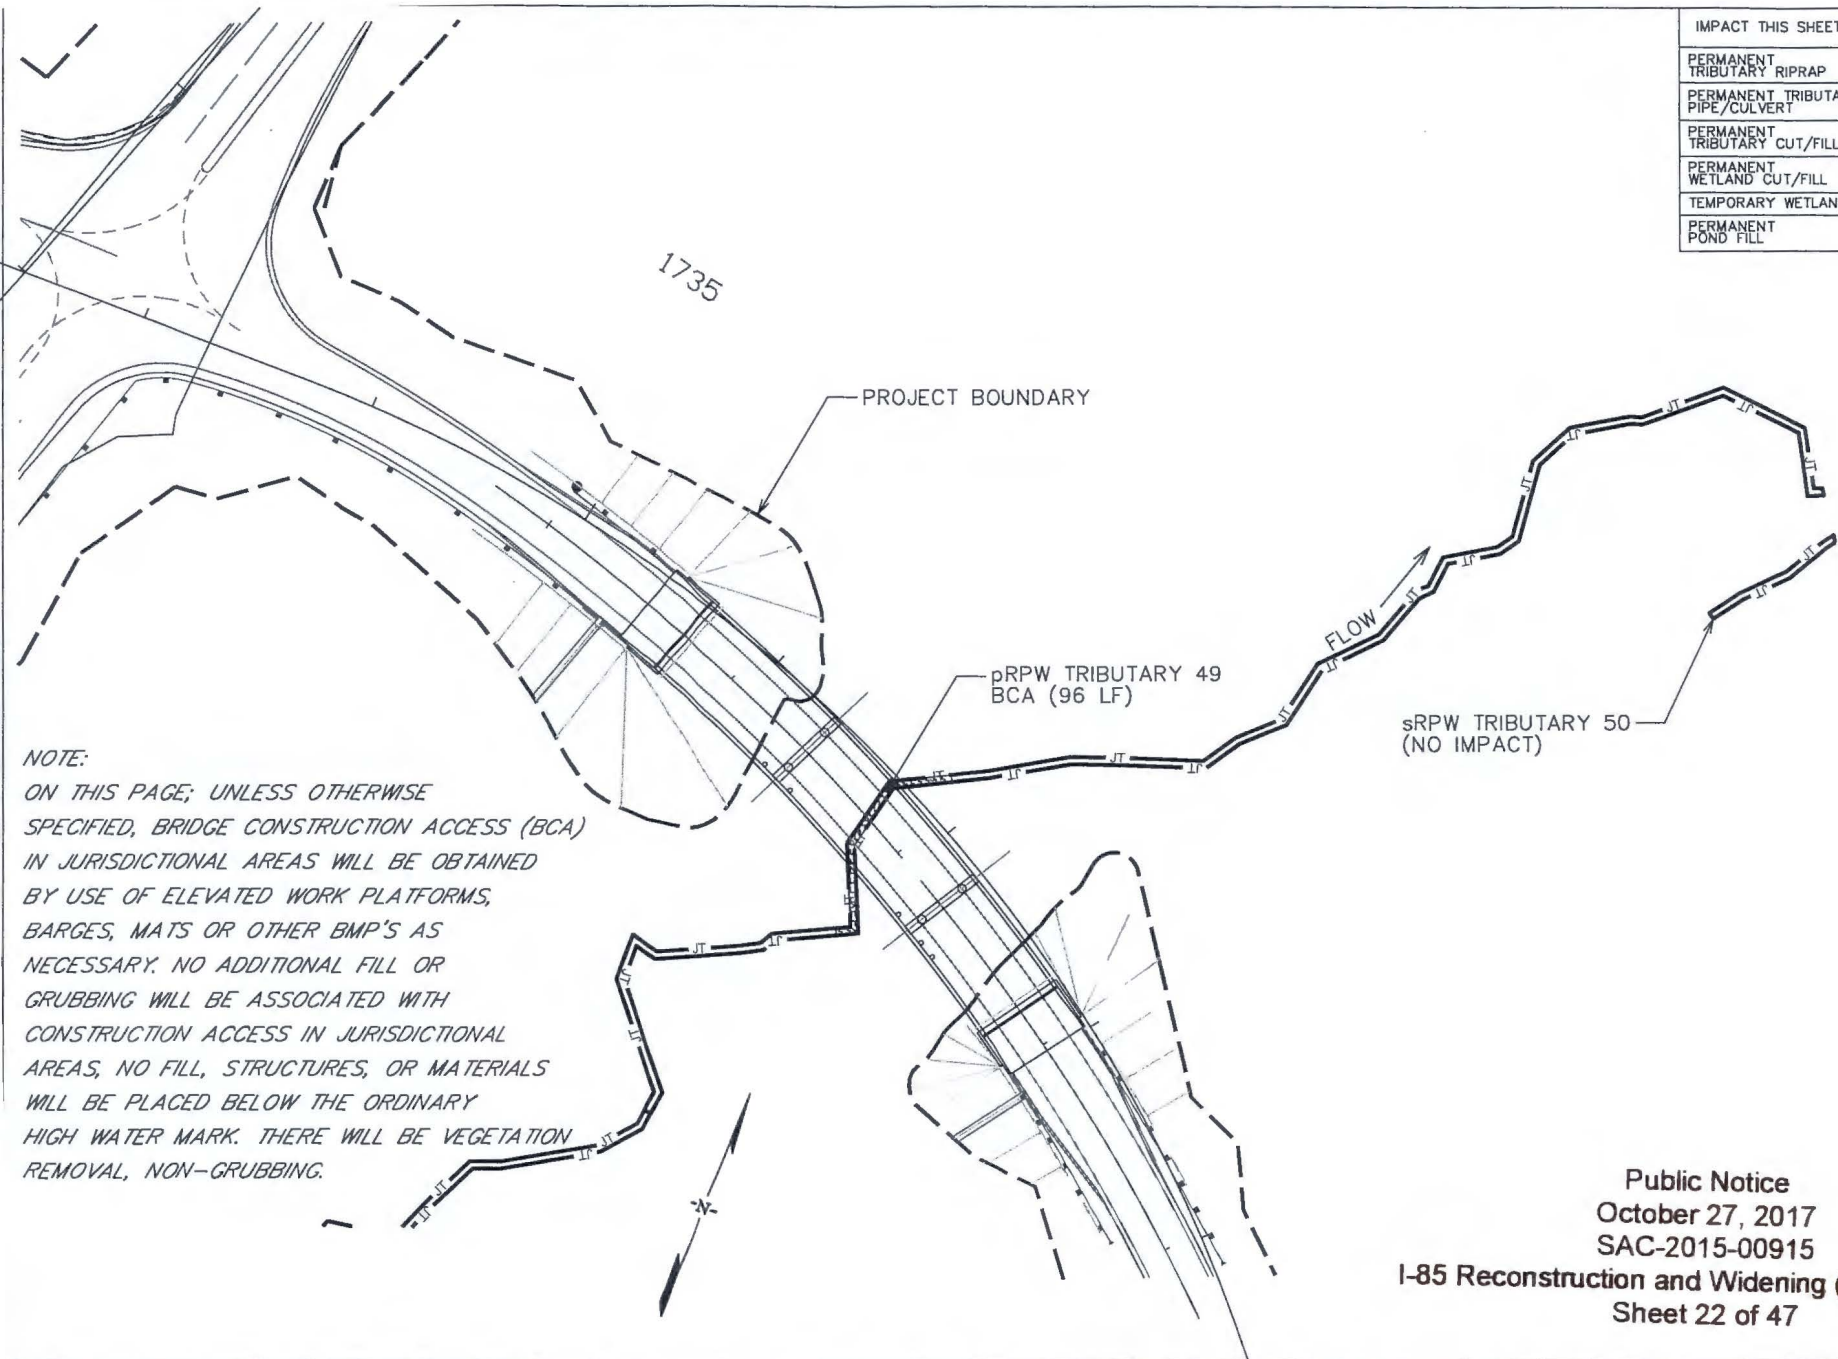 IMPACT THIS SHEET
PERMANENT
TRIBUTARY RIPRAP
PERMANENT TRIBUTA
PIPE/CULVERT
PERMANENT
TRIBUTARY CUT/FILL
PERMANENT
WETLAND CUT/FILL
TEMPORARY WETLAN
PERMANENT
POND FILL
1735
PROJECT BOUNDARY
FLOW
pRPW TRIBUTARY 49
BCA (96 LF)
sRPW TRIBUTARY 50
(NO IMPACT)
NOTE:
ON THIS PAGE; UNLESS OTHERWISE
SPECIFIED, BRIDGE CONSTRUCTION ACCESS (BCA)
IN JURISDICTIONAL AREAS WILL BE OBTAINED
BY USE OF ELEVATED WORK PLATFORMS,
BARGES, MATS OR OTHER BMP'S AS
NECESSARY. NO ADDITIONAL FILL OR
GRUBBING WILL BE ASSOCIATED WITH
CONSTRUCTION ACCESS IN JURISDICTIONAL
AREAS, NO FILL, STRUCTURES, OR MATERIALS
WILL BE PLACED BELOW THE ORDINARY
HIGH WATER MARK. THERE WILL BE VEGETATION
REMOVAL, NON-GRUBBING.
-N-
Public Notice
October 27, 2017
SAC-2015-00915
I-85 Reconstruction and Widening (
Sheet 22 of 47